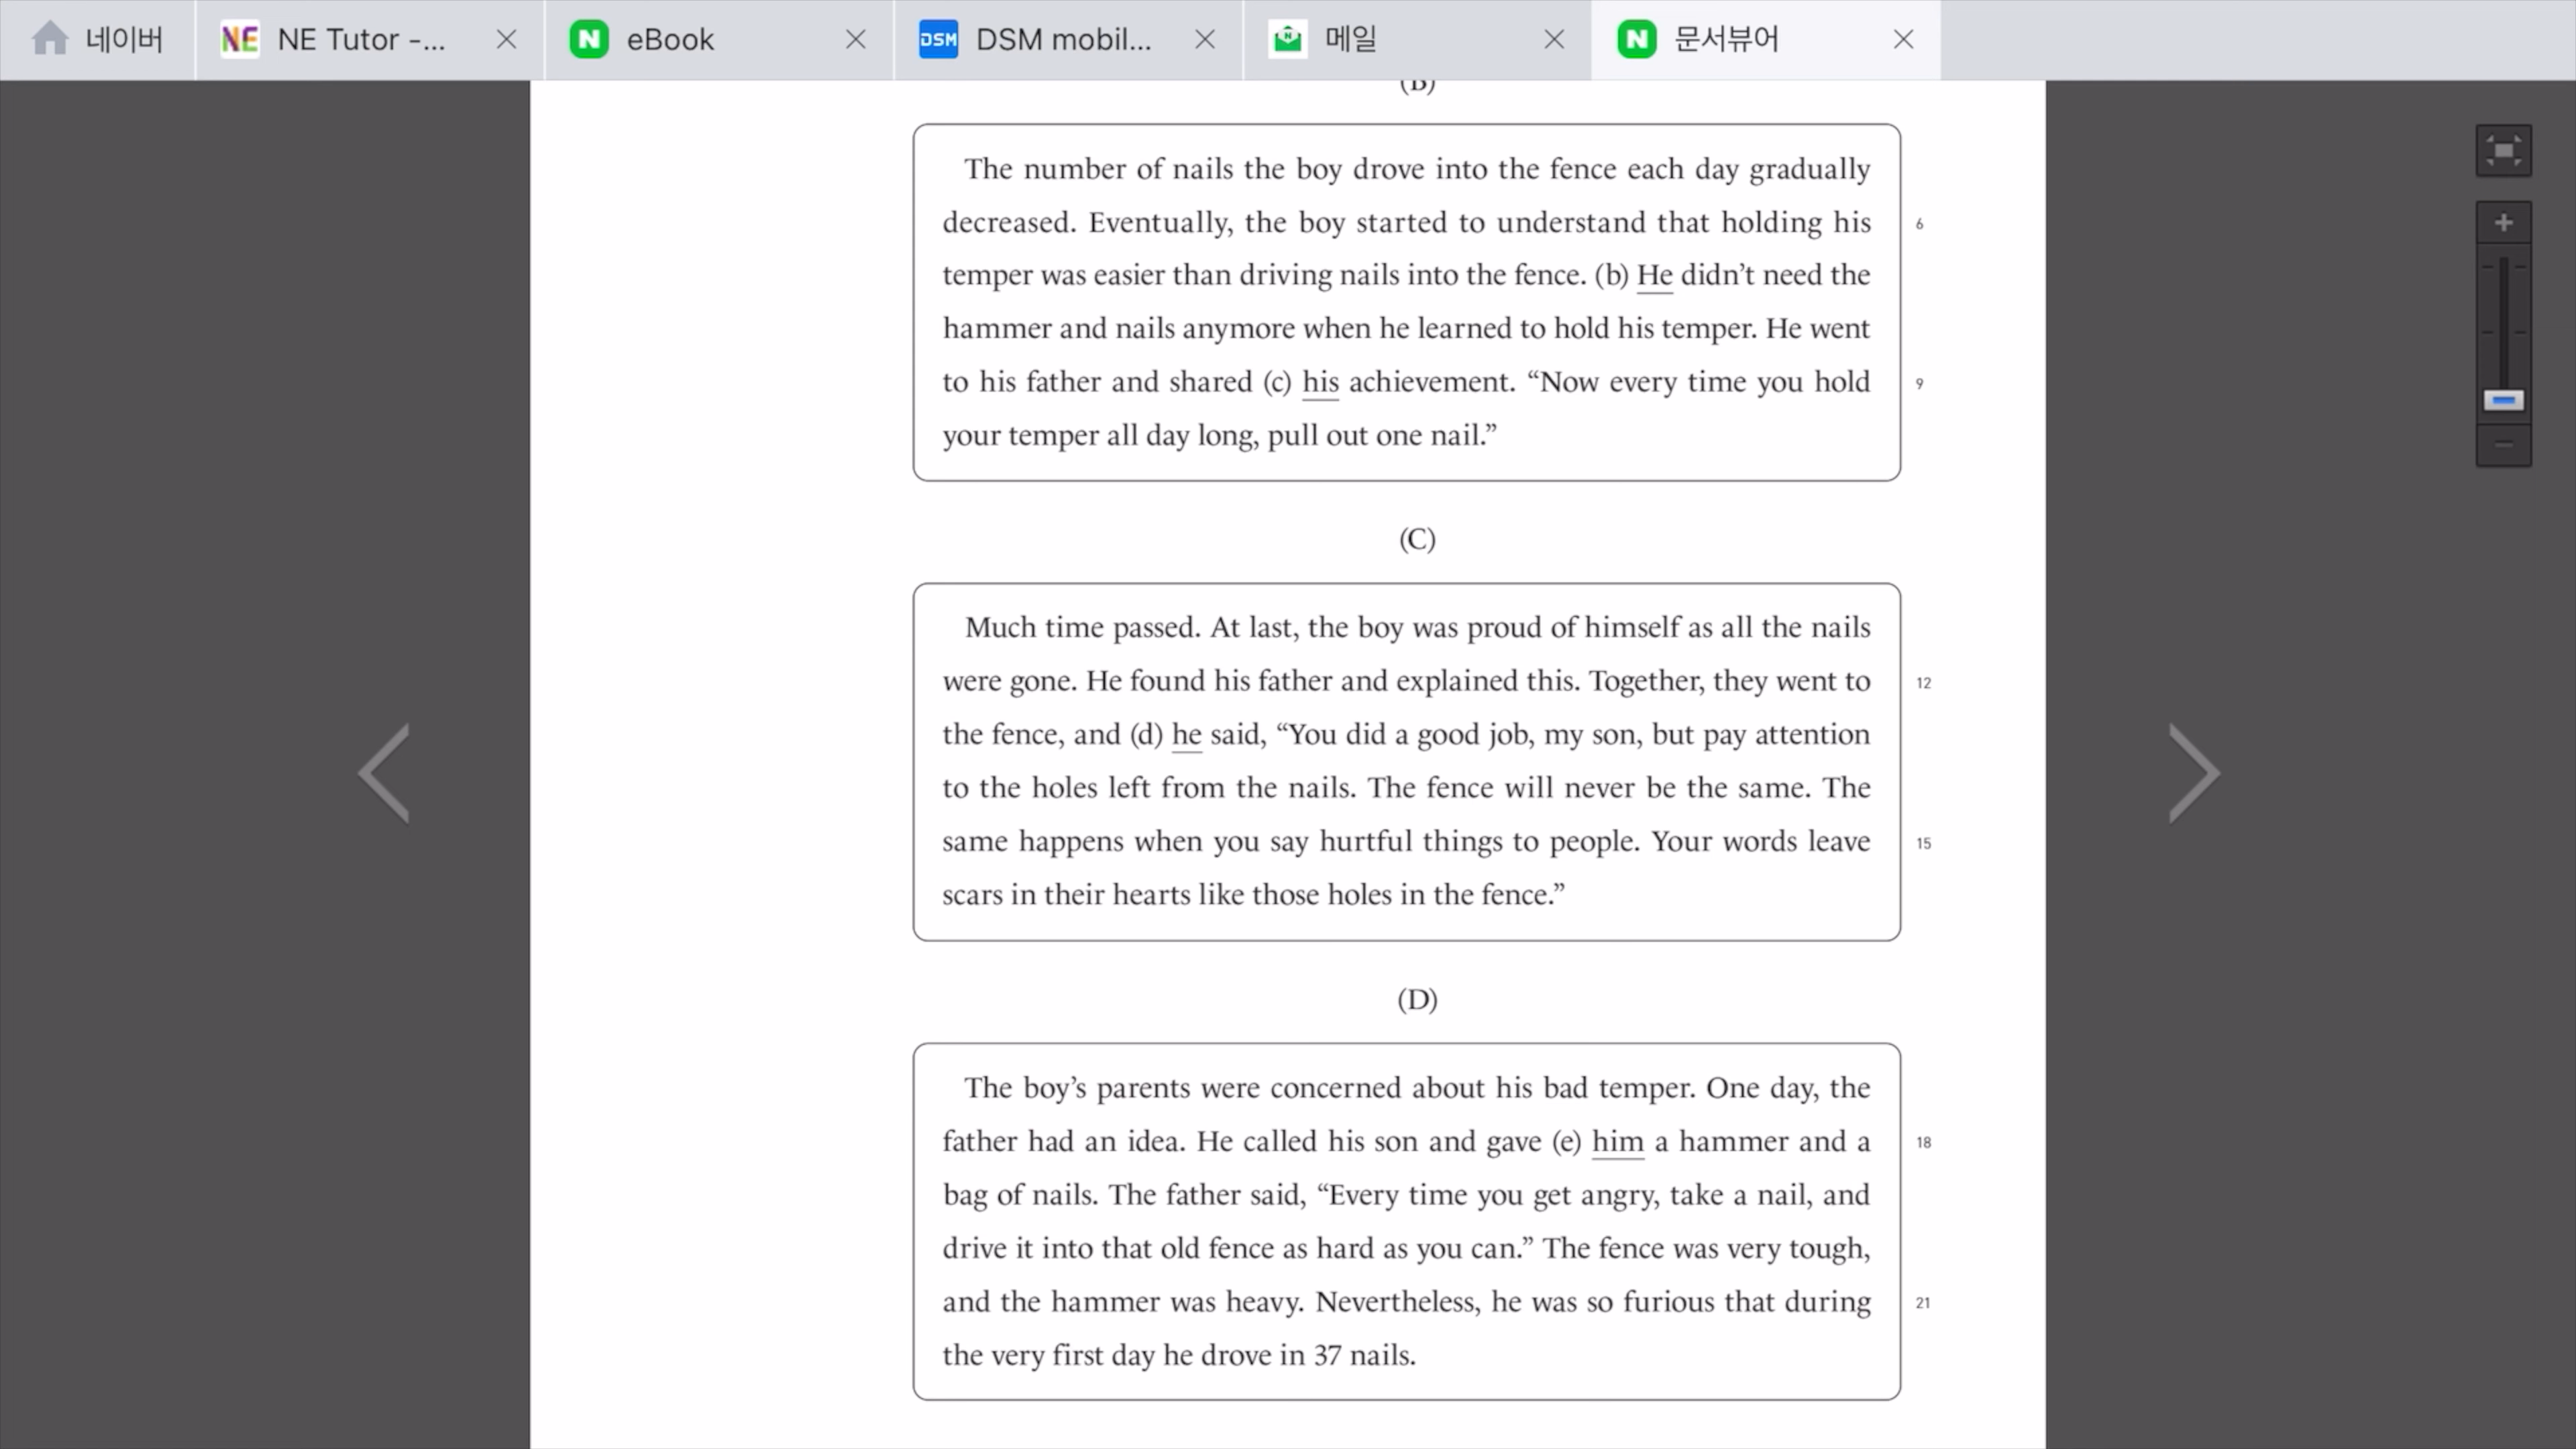 네이버
NE Tutor -...
eBook
DSM mobil...
메일
문서뷰어
(B)
The number of nails the boy drove into the fence each day gradually
decreased. Eventually, the boy started to understand that holding his
6
temper was easier than driving nails into the fence. (b) He didn’t need the
hammer and nails anymore when he learned to hold his temper. He went
to his father and shared (c) his achievement. “Now every time you hold
9
your temper all day long, pull out one nail.”
(C)
Much time passed. At last, the boy was proud of himself as all the nails
were gone. He found his father and explained this. Together, they went to
12
the fence, and (d) he said, “You did a good job, my son, but pay attention
to the holes left from the nails. The fence will never be the same. The
same happens when you say hurtful things to people. Your words leave
15
scars in their hearts like those holes in the fence.”
(D)
The boy’s parents were concerned about his bad temper. One day, the
father had an idea. He called his son and gave (e) him a hammer and a
18
bag of nails. The father said, “Every time you get angry, take a nail, and
drive it into that old fence as hard as you can.” The fence was very tough,
and the hammer was heavy. Nevertheless, he was so furious that during
21
the very first day he drove in 37 nails.